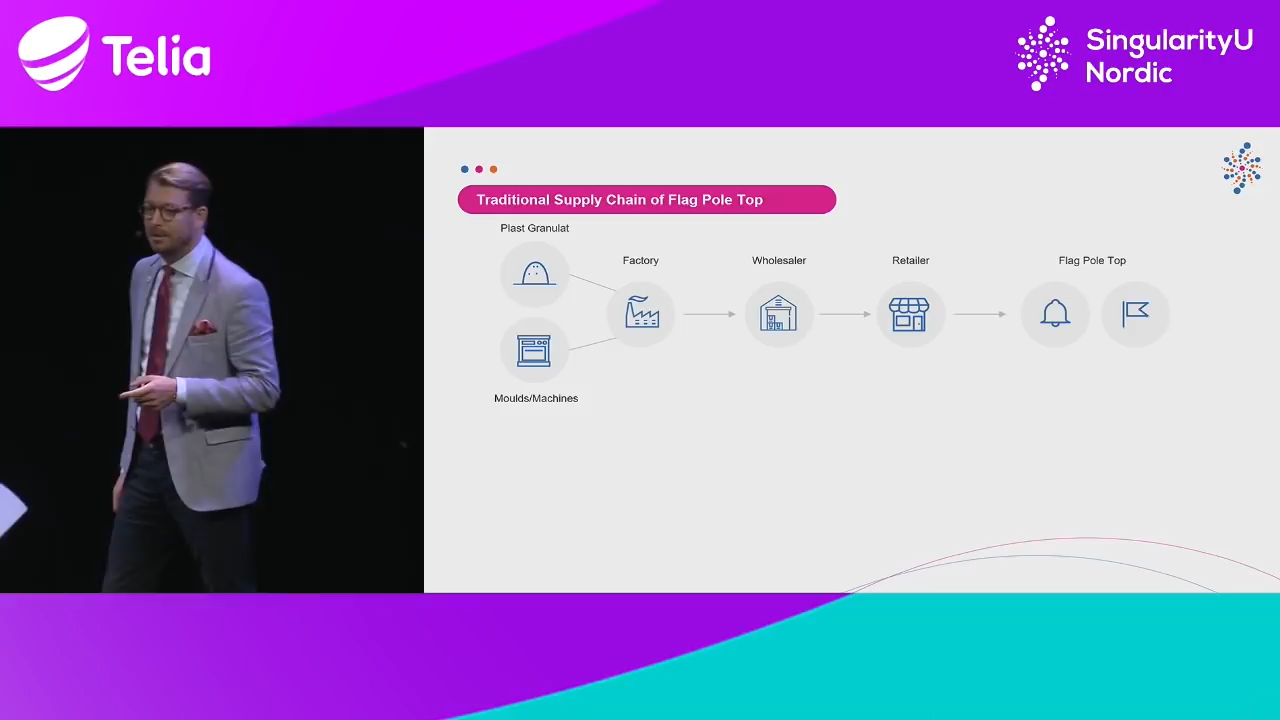 Telia
SingularityU
Nordic
Traditional Supply Chain of Flag Pole Top
Plast Granulat
Factory
Wholesaler
Retailer
Flag Pole Top
Moulds/Machines